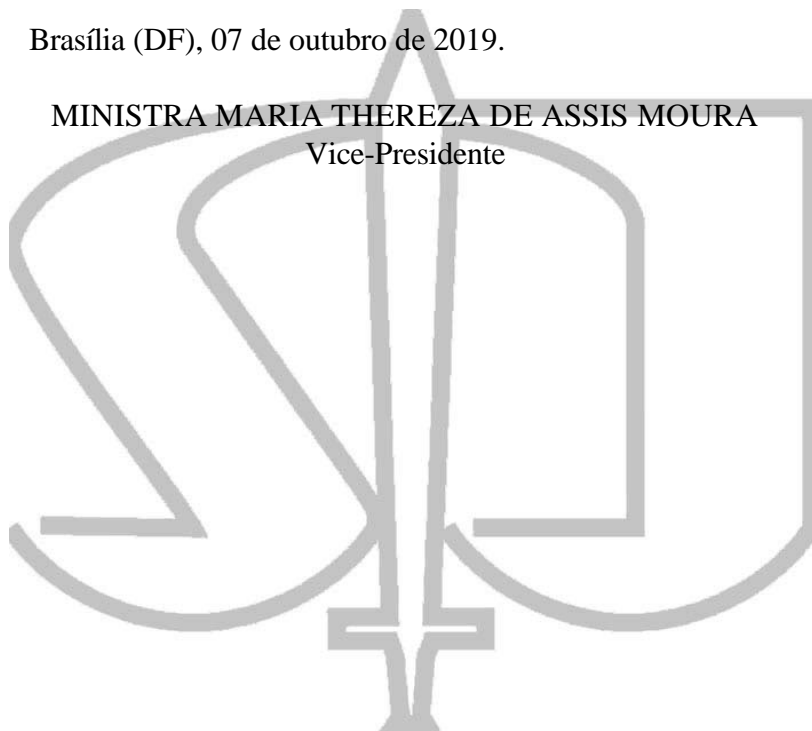 Brasília (DF), 07 de outubro de 2019.
MINISTRA MARIA THEREZA DE ASSIS MOURA
Vice-Presidente